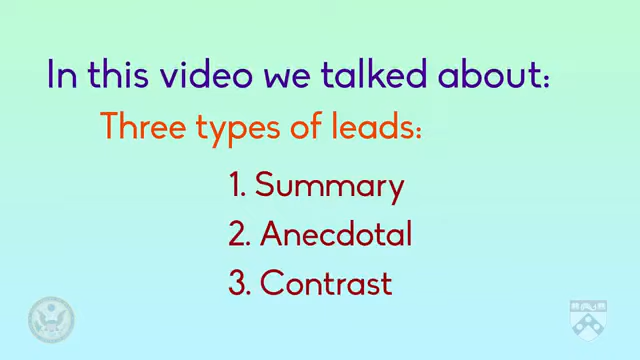 In this video we talked about:
Three types of leads:
1. Summary
2. Anecdotal
3. Contrast